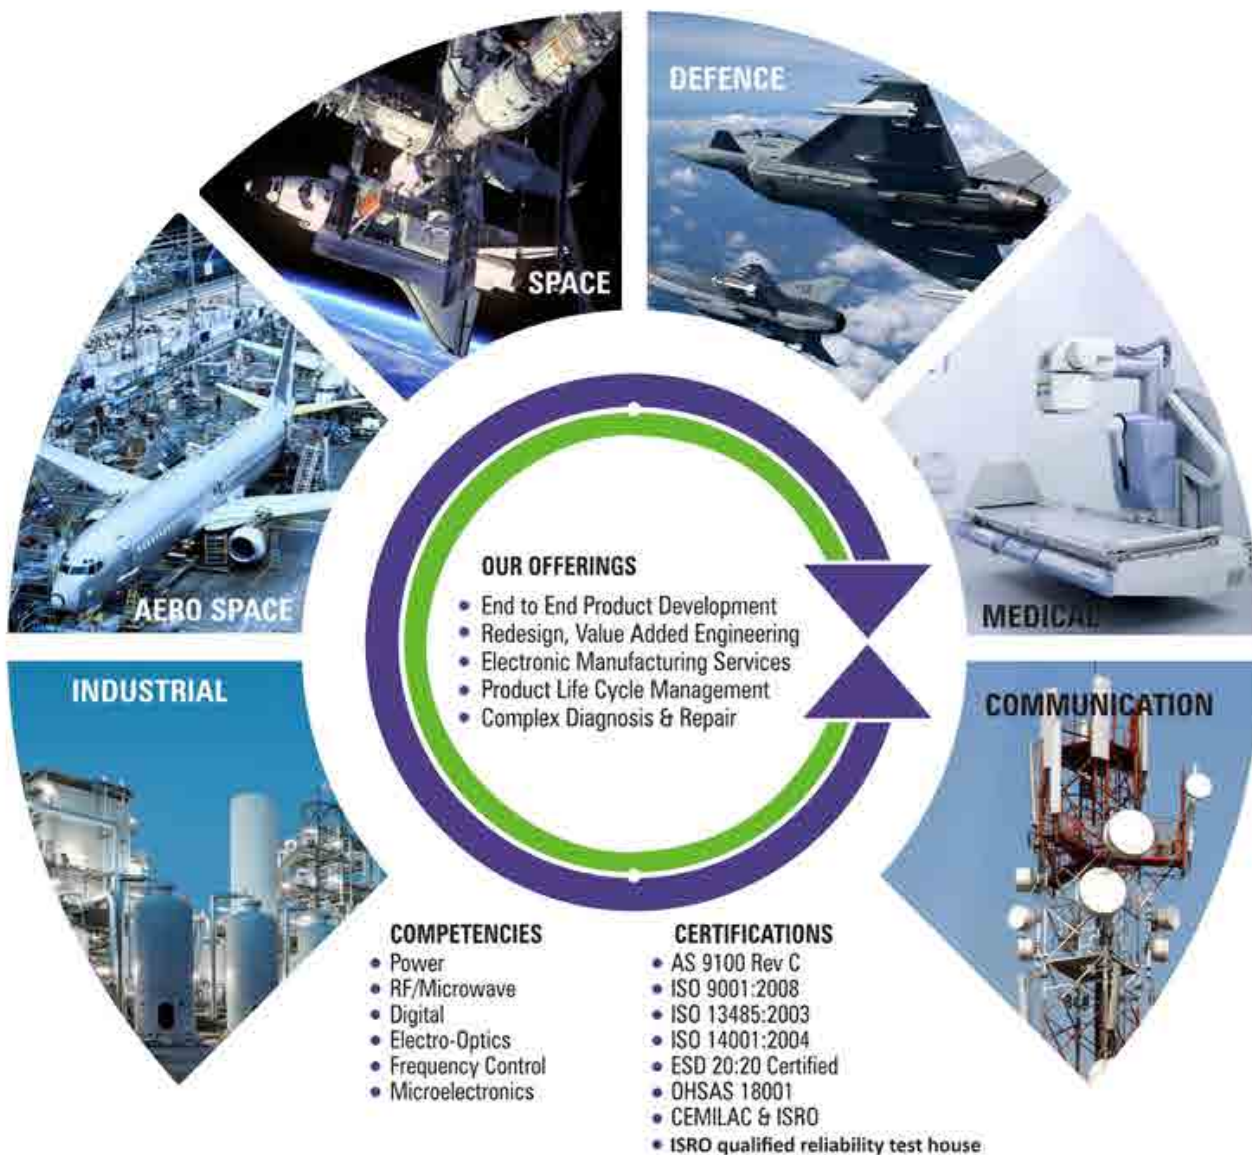 DEFENCE
SPACE
AERO SPACE
MEDICAL
INDUSTRIAL
COMMUNICATION
OUR OFFERINGS
• End to End Product Development
• Redesign, Value Added Engineering
• Electronic Manufacturing Services
• Product Life Cycle Management
• Complex Diagnosis & Repair
COMPETENCIES
• Power
• RF/Microwave
• Digital
• Electro-Optics
• Frequency Control
• Microelectronics
CERTIFICATIONS
• AS 9100 Rev C
• ISO 9001:2008
• ISO 13485:2003
• ISO 14001:2004
• ESD 20:20 Certified
• OHSAS 18001
• CEMILAC & ISRO
• ISRO qualified reliability test house